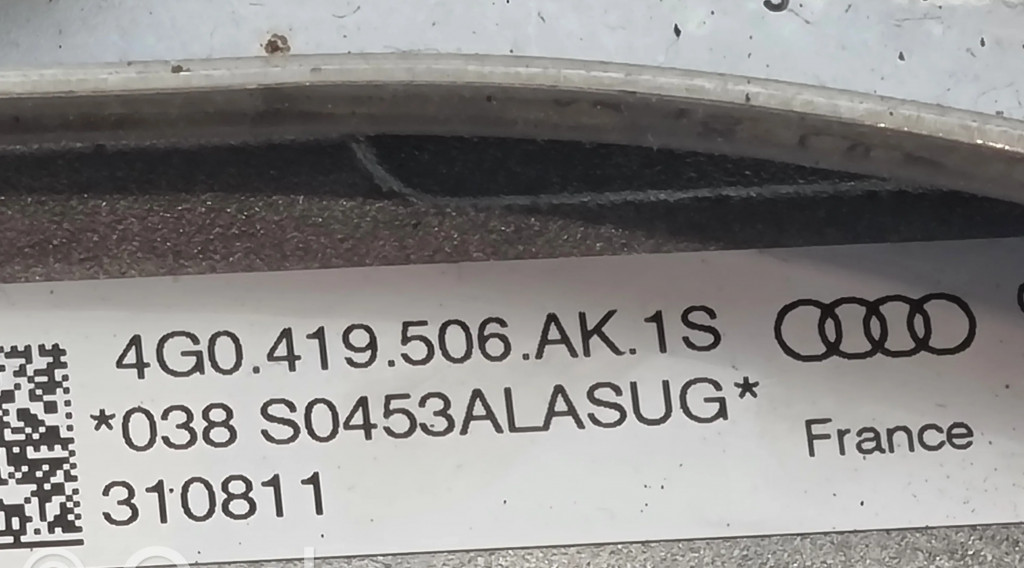 4G0.419.506.AK.1S
*038 S0453ALASUG*
France
310811